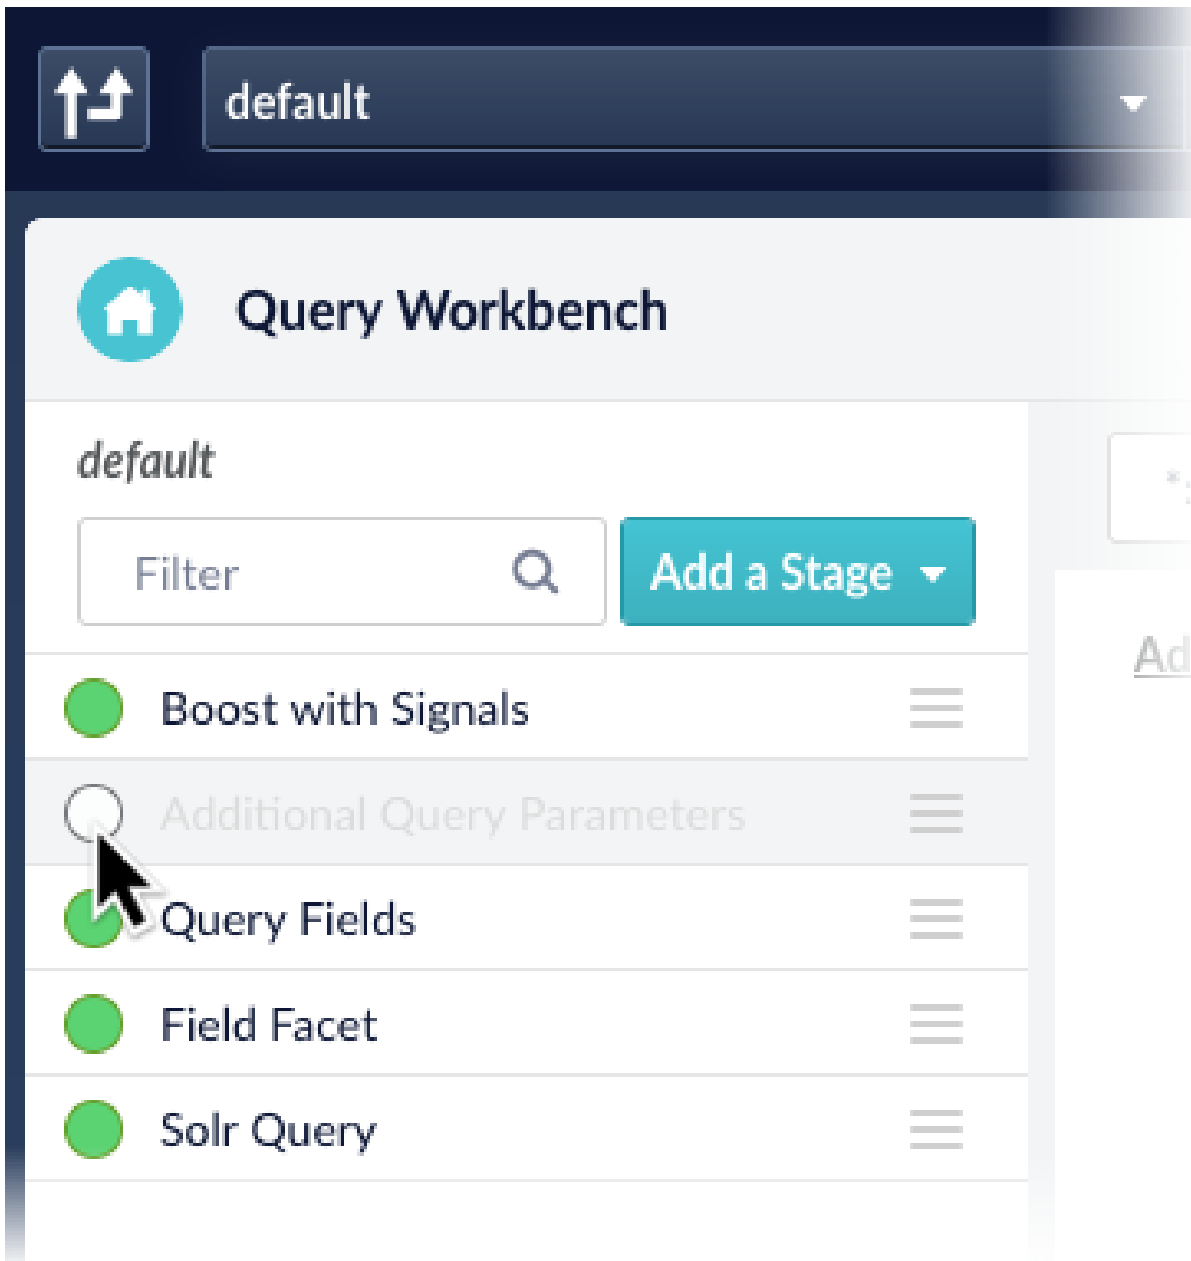 default
Query Workbench
default
Filter
Add a Stage
*:
Ad
Boost with Signals
Additional Query Parameters
Query Fields
Field Facet
Solr Query